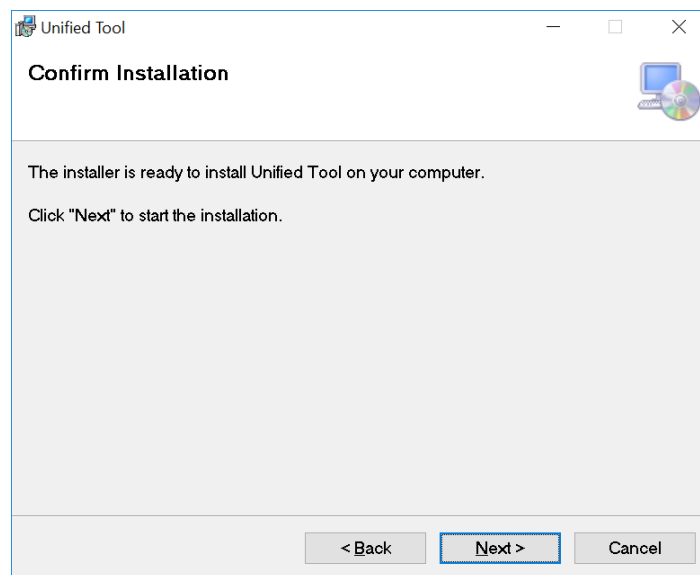 Unified Tool
Confirm Installation
The installer is ready to install Unified Tool on your computer.
Click "Next" to start the installation.
< Back
Next >
Cancel